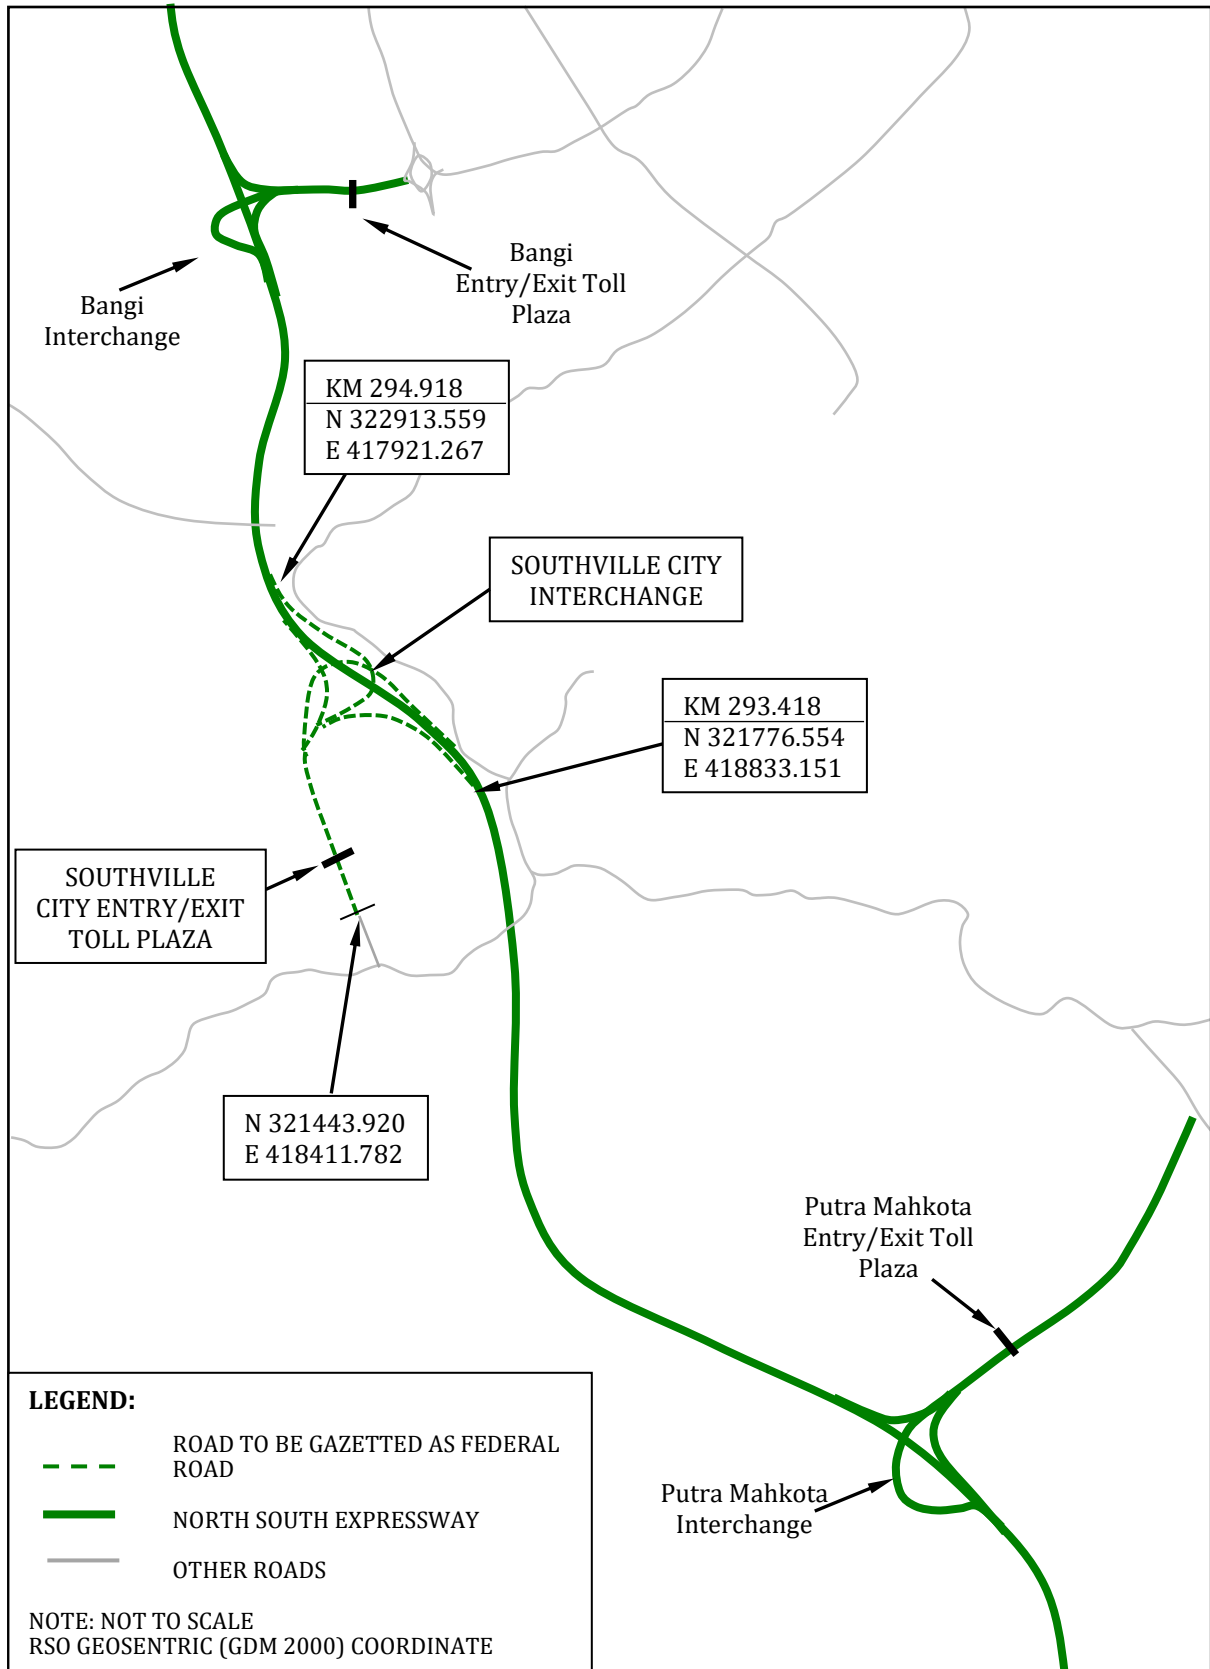 Bangi
Entry/Exit Toll
Plaza
Bangi
Interchange
KM 294.918
N 322913.559
E 417921.267
SOUTHVILLE CITY
INTERCHANGE
KM 293.418
N 321776.554
E 418833.151
SOUTHVILLE
CITY ENTRY/EXIT
TOLL PLAZA
N 321443.920
E 418411.782
Putra Mahkota
Entry/Exit Toll
Plaza
Putra Mahkota
Interchange
LEGEND:
ROAD TO BE GAZETTED AS FEDERAL
ROAD
NORTH SOUTH EXPRESSWAY
OTHER ROADS
NOTE: NOT TO SCALE
RSO GEOSENTRIC (GDM 2000) COORDINATE